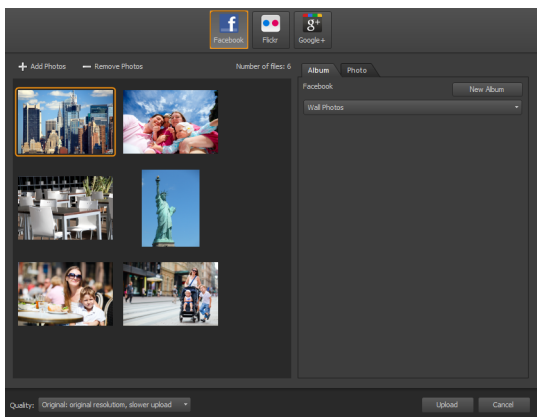 f
g+
Facebook
Flickr
Google+
Add Photos
Remove Photos
Number of files: 6
Album
Photo
Facebook
New Album
Wall Photos
Quality:
Original: original resolution, slower upload
Upload
Cancel